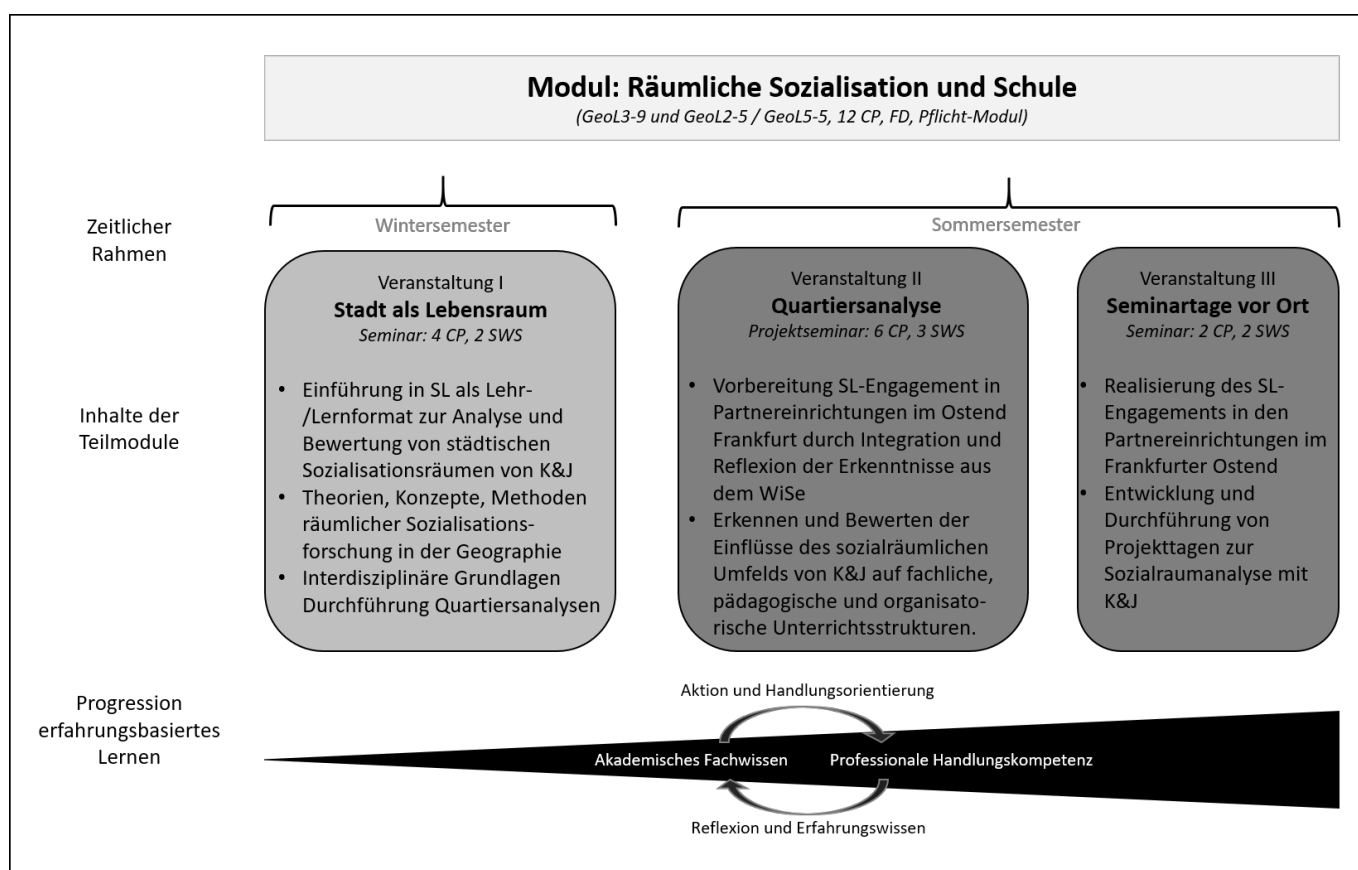 Modul: Räumliche Sozialisation und Schule
(GeoL3-9 und GeoL2-5 / GeoL5-5, 12 CP, FD, Pflicht-Modul)
Zeitlicher
Rahmen
Wintersemester
Sommersemester
Veranstaltung I
Stadt als Lebensraum
Seminar: 4 CP, 2 SWS
Veranstaltung II
Quartiersanalyse
Projektseminar: 6 CP, 3 SWS
Veranstaltung III
Seminartage vor Ort
Seminar: 2 CP, 2 SWS
Inhalte der
Teilmodule
• Einführung in SL als Lehr-
/Lernformat zur Analyse und
Bewertung von städtischen
Sozialisationsräumen von K&J
• Theorien, Konzepte, Methoden
räumlicher Sozialisations-
forschung in der Geographie
• Interdisziplinäre Grundlagen
Durchführung Quartiersanalysen
• Vorbereitung SL-Engagement in
Partnereinrichtungen im Ostend
Frankfurt durch Integration und
Reflexion der Erkenntnisse aus
dem WiSe
• Erkennen und Bewerten der
Einflüsse des sozialräumlichen
Umfelds von K&J auf fachliche,
pädagogische und organisato-
rische Unterrichtsstrukturen.
• Realisierung des SL-
Engagements in den
Partnereinrichtungen im
Frankfurter Ostend
• Entwicklung und
Durchführung von
Projekttagen zur
Sozialraumanalyse mit
K&J
Progression
erfahrungsbasiertes
Lernen
Aktion und Handlungsorientierung
Akademisches Fachwissen
Professionale Handlungskompetenz
Reflexion und Erfahrungswissen